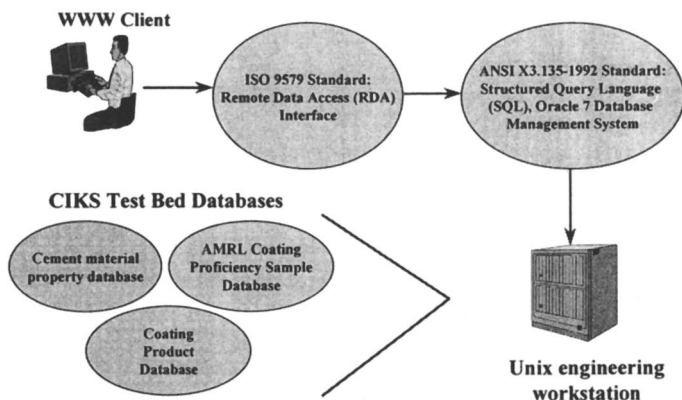 WWW Client
ISO 9579 Standard:
Remote Data Access (RDA)
Interface
ANSI X3.135-1992 Standard:
Structured Query Language
(SQL), Oracle 7 Database
Management System
CIKS Test Bed Databases
Cement material
property database
AMRL Coating
Proficiency Sample
Database
Coating
Product
Database
Unix engineering
workstation